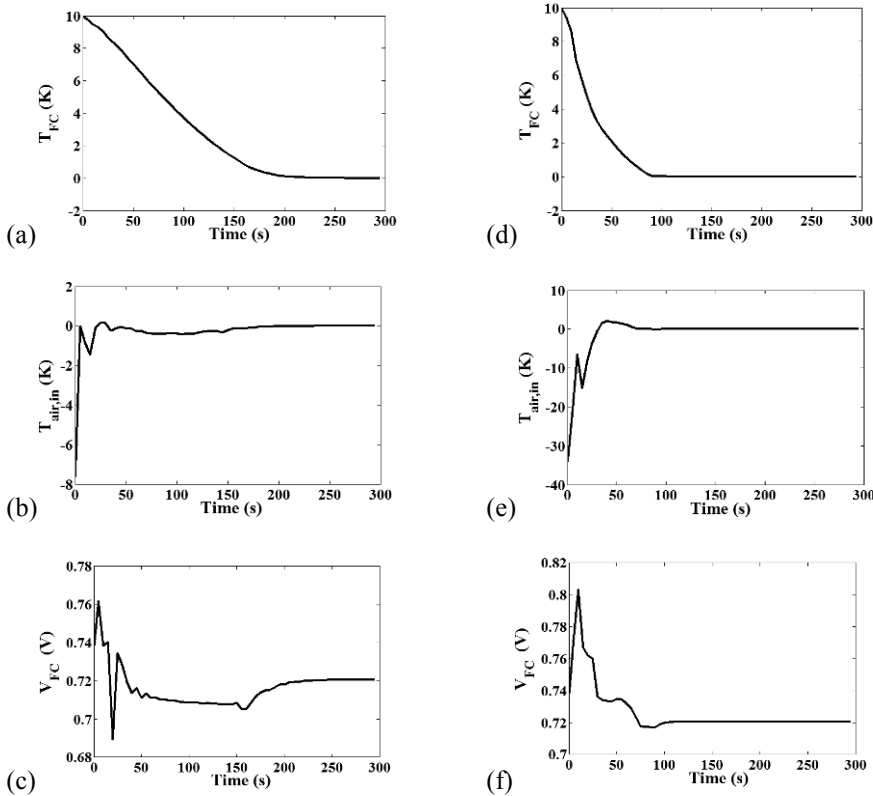 10
8
6
4
2
0
-2
T_FC (K)
0 50 100 150 200 250 300
Time (s)
(a)
10
8
6
4
2
0
-2
T_FC (K)
0 50 100 150 200 250 300
Time (s)
(d)
2
0
-2
-4
-6
-8
T_air,in (K)
0 50 100 150 200 250 300
Time (s)
(b)
10
0
-10
-20
-30
-40
T_air,in (K)
0 50 100 150 200 250 300
Time (s)
(e)
0.78
0.76
0.74
0.72
0.7
0.68
V_FC (V)
0 50 100 150 200 250 300
Time (s)
(c)
0.82
0.8
0.78
0.76
0.74
0.72
0.7
V_FC (V)
0 50 100 150 200 250 300
Time (s)
(f)